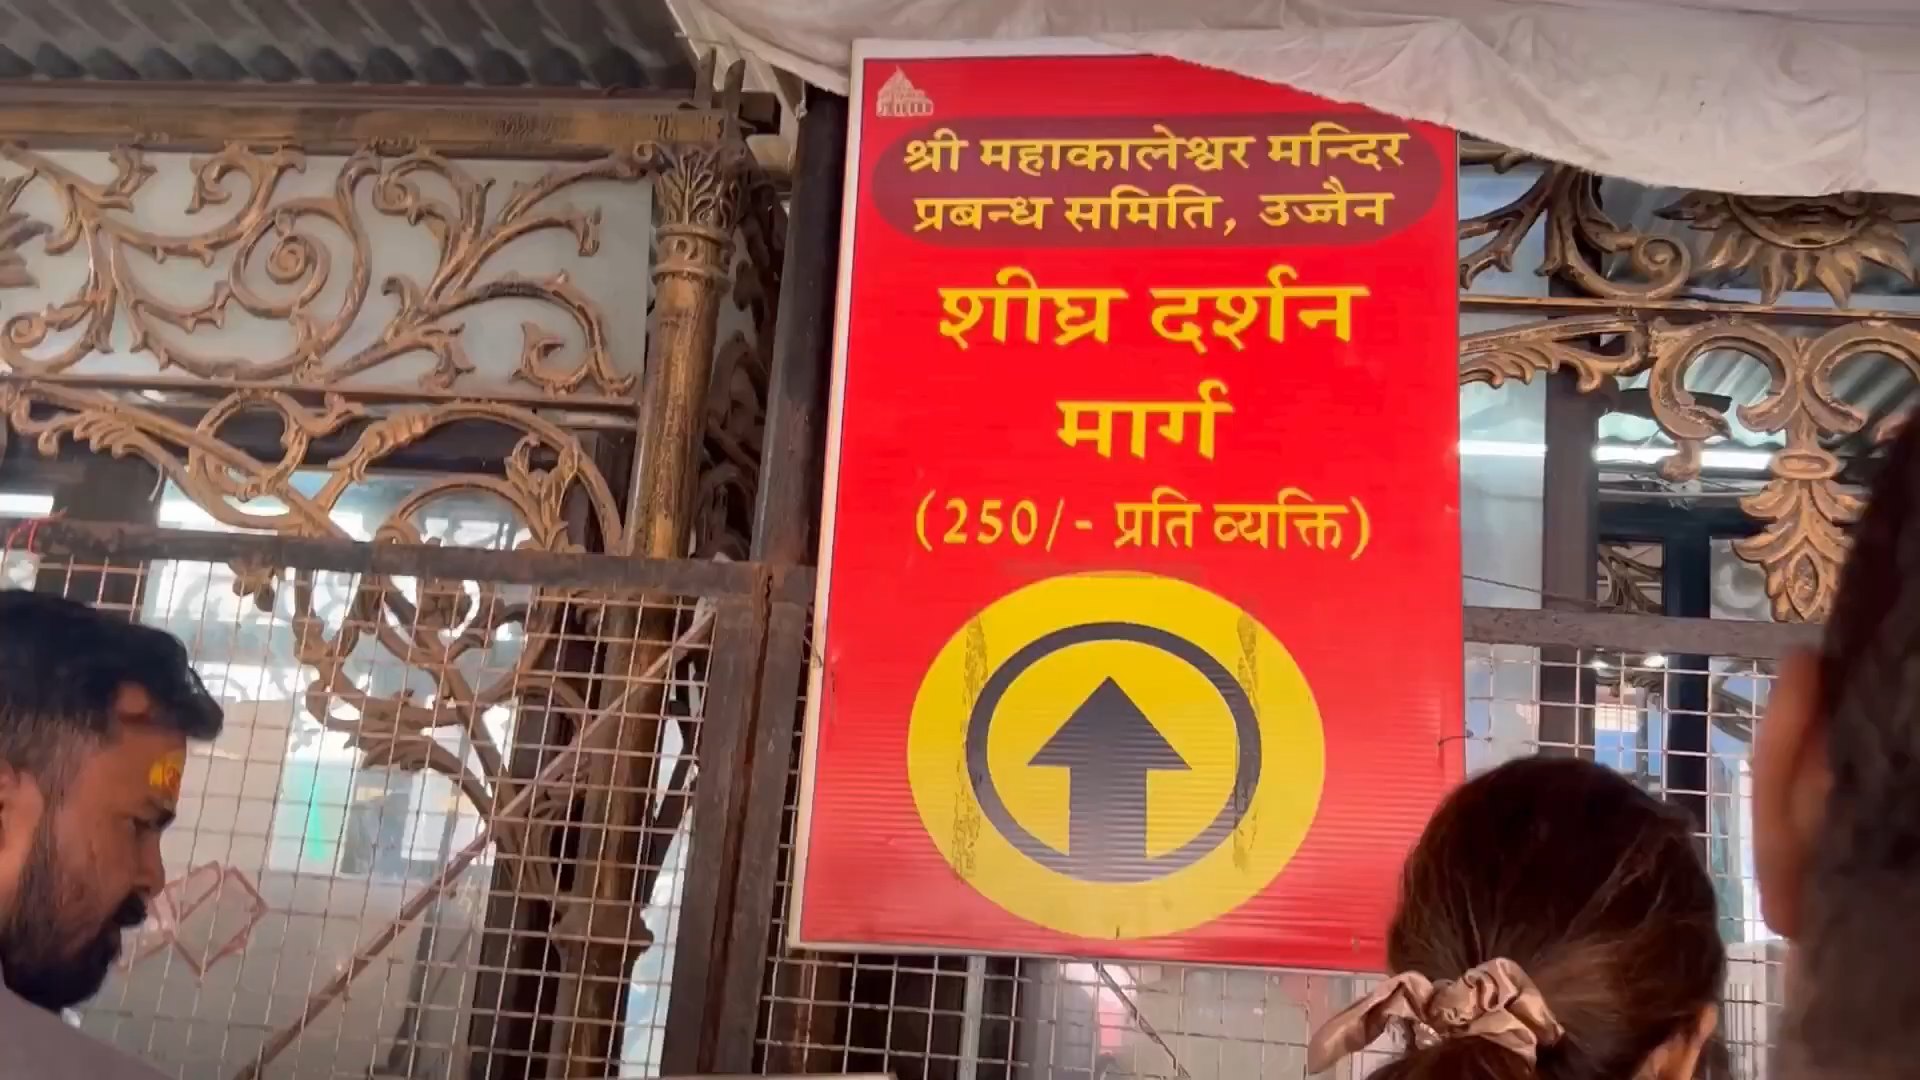 श्री महाकालेश्वर मन्दिर
प्रबन्ध समिति, उज्जैन
शीघ्र दर्शन
मार्ग
(250/- प्रति व्यक्ति)